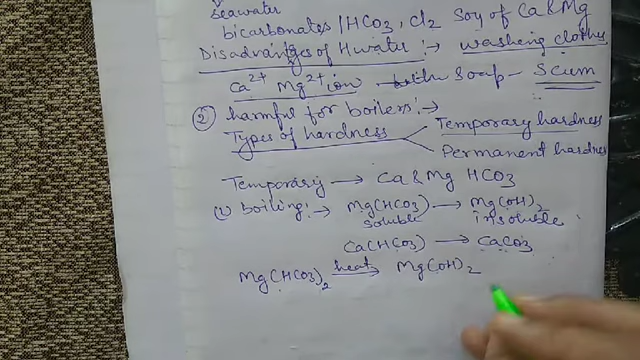 seawater
bicarbonates / HCO3, Cl2 SO4 of Ca & Mg
Disadvantages of H water :→ washing clothes
Ca2+ Mg2+ ion with Soap - Scum
② harmful for boilers :→
Types of hardness Temporary hardness
Permanent hardness
Temporary → Ca & Mg HCO3
(1) boiling :→ Mg(HCO3) → Mg(OH)2
soluble insoluble
Ca(HCO3) → CaCO3
Mg(HCO3)2 heat→ Mg(OH)2